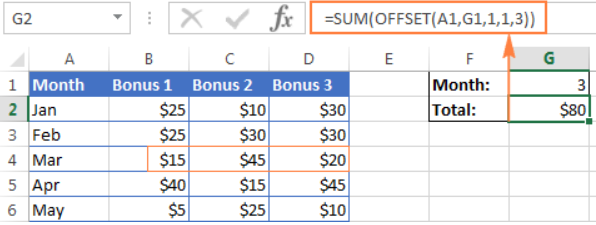 G2 fx =SUM(OFFSET(A1,G1,1,1,3))
A B C D E F G
1 Month Bonus 1 Bonus 2 Bonus 3 Month: 3
2 Jan $25 $10 $30 Total: $80
3 Feb $25 $30 $30
4 Mar $15 $45 $20
5 Apr $40 $15 $45
6 May $5 $25 $10